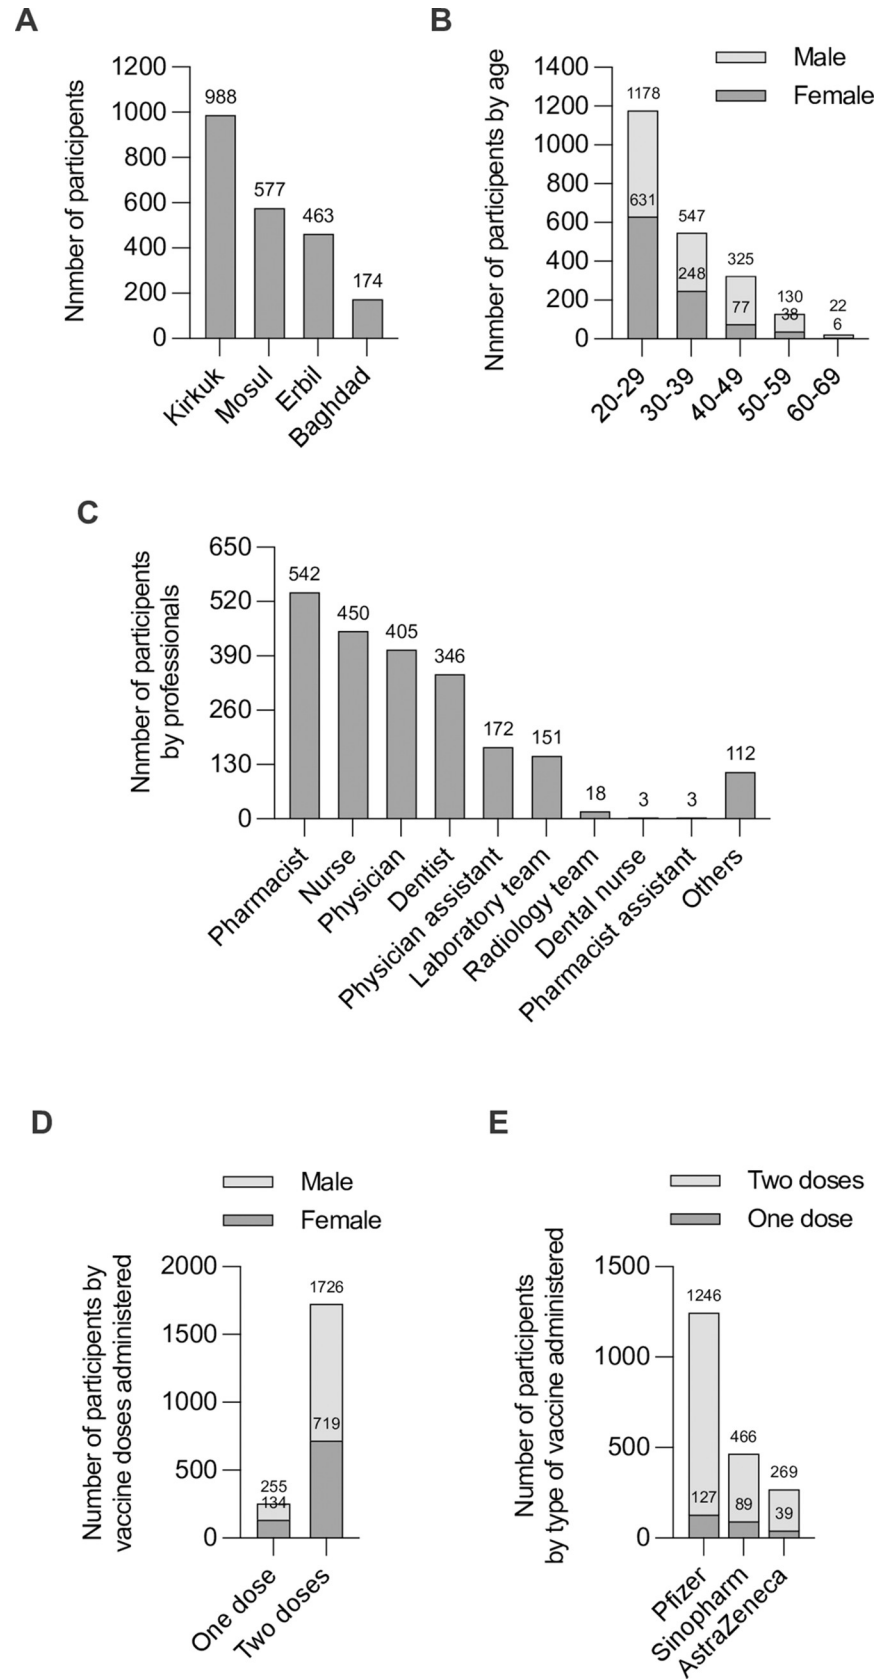 A
Nnmber of participants
1200
1000
800
600
400
200
0
988
577
463
174
Kirkuk
Mosul
Erbil
Baghdad
B
Nnmber of participants by age
1400
1200
1000
800
600
400
200
0
Male
Female
1178
631
547
248
325
77
130
38
22
6
20-29
30-39
40-49
50-59
60-69
C
Nnmber of participants
by professionals
650
520
390
260
130
0
542
450
405
346
172
151
18
3
3
112
Pharmacist
Nurse
Physician
Dentist
Physician assistant
Laboratory team
Radiology team
Dental nurse
Pharmacist assistant
Others
D
Male
Female
Number of participants by
vaccine doses administered
2000
1500
1000
500
0
255
134
1726
719
One dose
Two doses
E
Two doses
One dose
Number of participants
by type of vaccine administered
1500
1000
500
0
1246
127
466
89
269
39
Pfizer
Sinopharm
AstraZeneca